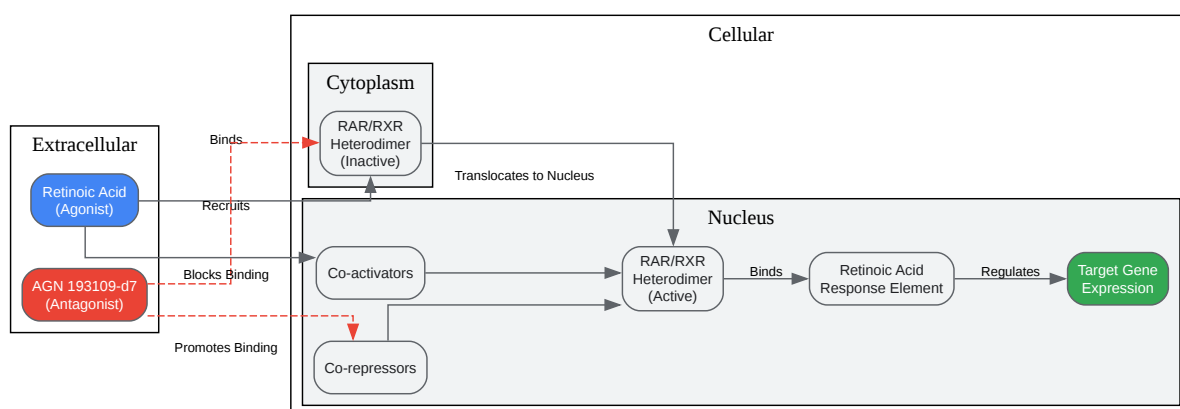 Cellular
Cytoplasm
Extracellular
RAR/RXR
Heterodimer
(Inactive)
Binds
Retinoic Acid
(Agonist)
Translocates to Nucleus
Recruits
Nucleus
Co-activators
RAR/RXR
Heterodimer
(Active)
Binds
Retinoic Acid
Response Element
Regulates
Target Gene
Expression
Blocks Binding
AGN 193109-d7
(Antagonist)
Promotes Binding
Co-repressors